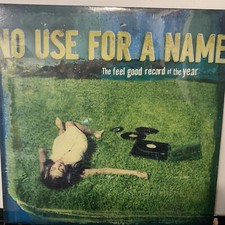 NO USE FOR A NAME
The feel good record of the year